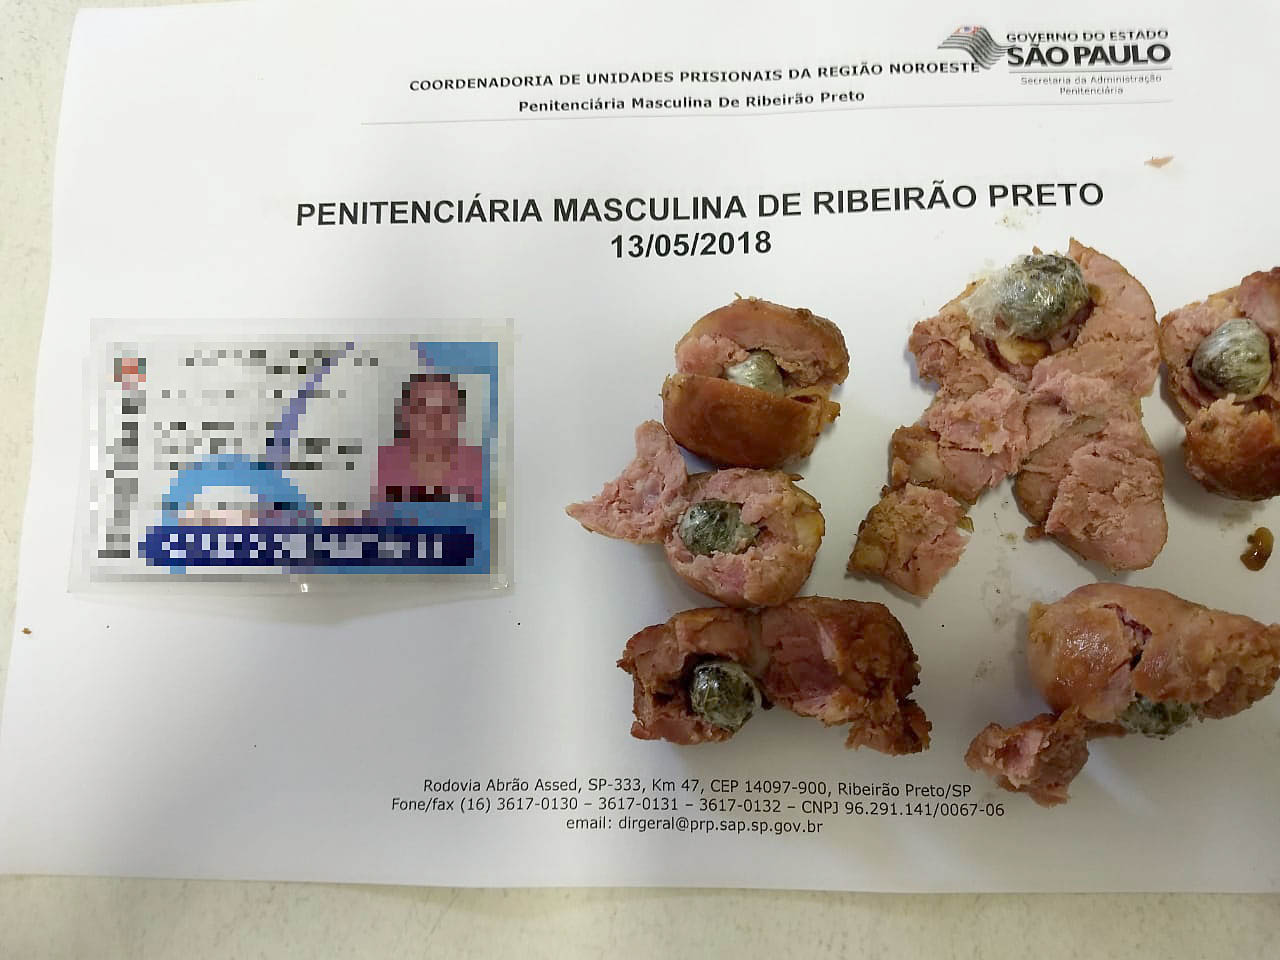 GOVERNO DO ESTADO
SÃO PAULO
Secretaria da Administração
Penitenciária
COORDENADORIA DE UNIDADES PRISIONAIS DA REGIÃO NOROESTE
Penitenciária Masculina De Ribeirão Preto
PENITENCIÁRIA MASCULINA DE RIBEIRÃO PRETO
13/05/2018
Rodovia Abrão Assed, SP-333, Km 47, CEP 14097-900, Ribeirão Preto/SP
Fone/fax (16) 3617-0130 – 3617-0131 – 3617-0132 – CNPJ 96.291.141/0067-06
email: dirgeral@prp.sap.sp.gov.br